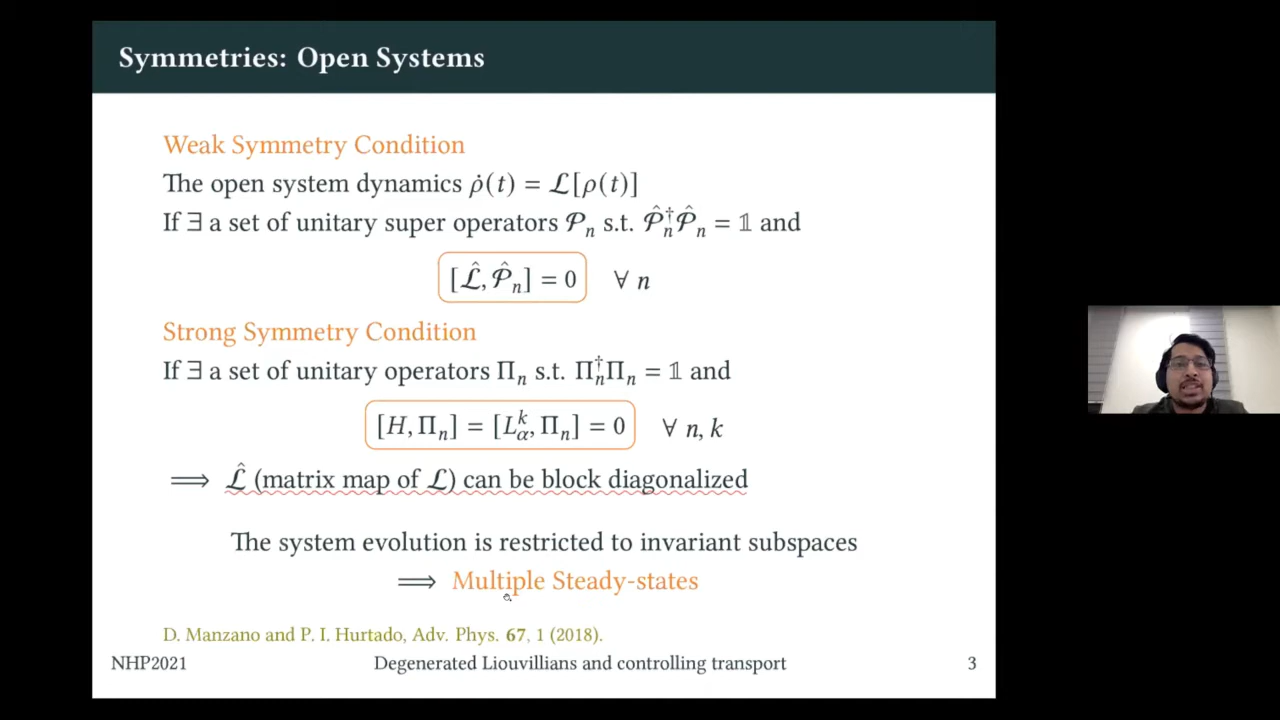 Symmetries: Open Systems
Weak Symmetry Condition
The open system dynamics ρ̇(t) = ℒ[ρ(t)]
If ∃ a set of unitary super operators 𝒫ₙ s.t. 𝒫̂ₙ†𝒫̂ₙ = 𝟙 and
[ℒ̂, 𝒫̂ₙ] = 0 ∀ n
Strong Symmetry Condition
If ∃ a set of unitary operators Πₙ s.t. Πₙ†Πₙ = 𝟙 and
[H, Πₙ] = [L_α^k, Πₙ] = 0 ∀ n, k
⟹ ℒ̂ (matrix map of ℒ) can be block diagonalized
The system evolution is restricted to invariant subspaces
⟹ Multiple Steady-states
D. Manzano and P. I. Hurtado, Adv. Phys. 67, 1 (2018).
NHP2021 Degenerated Liouvillians and controlling transport 3